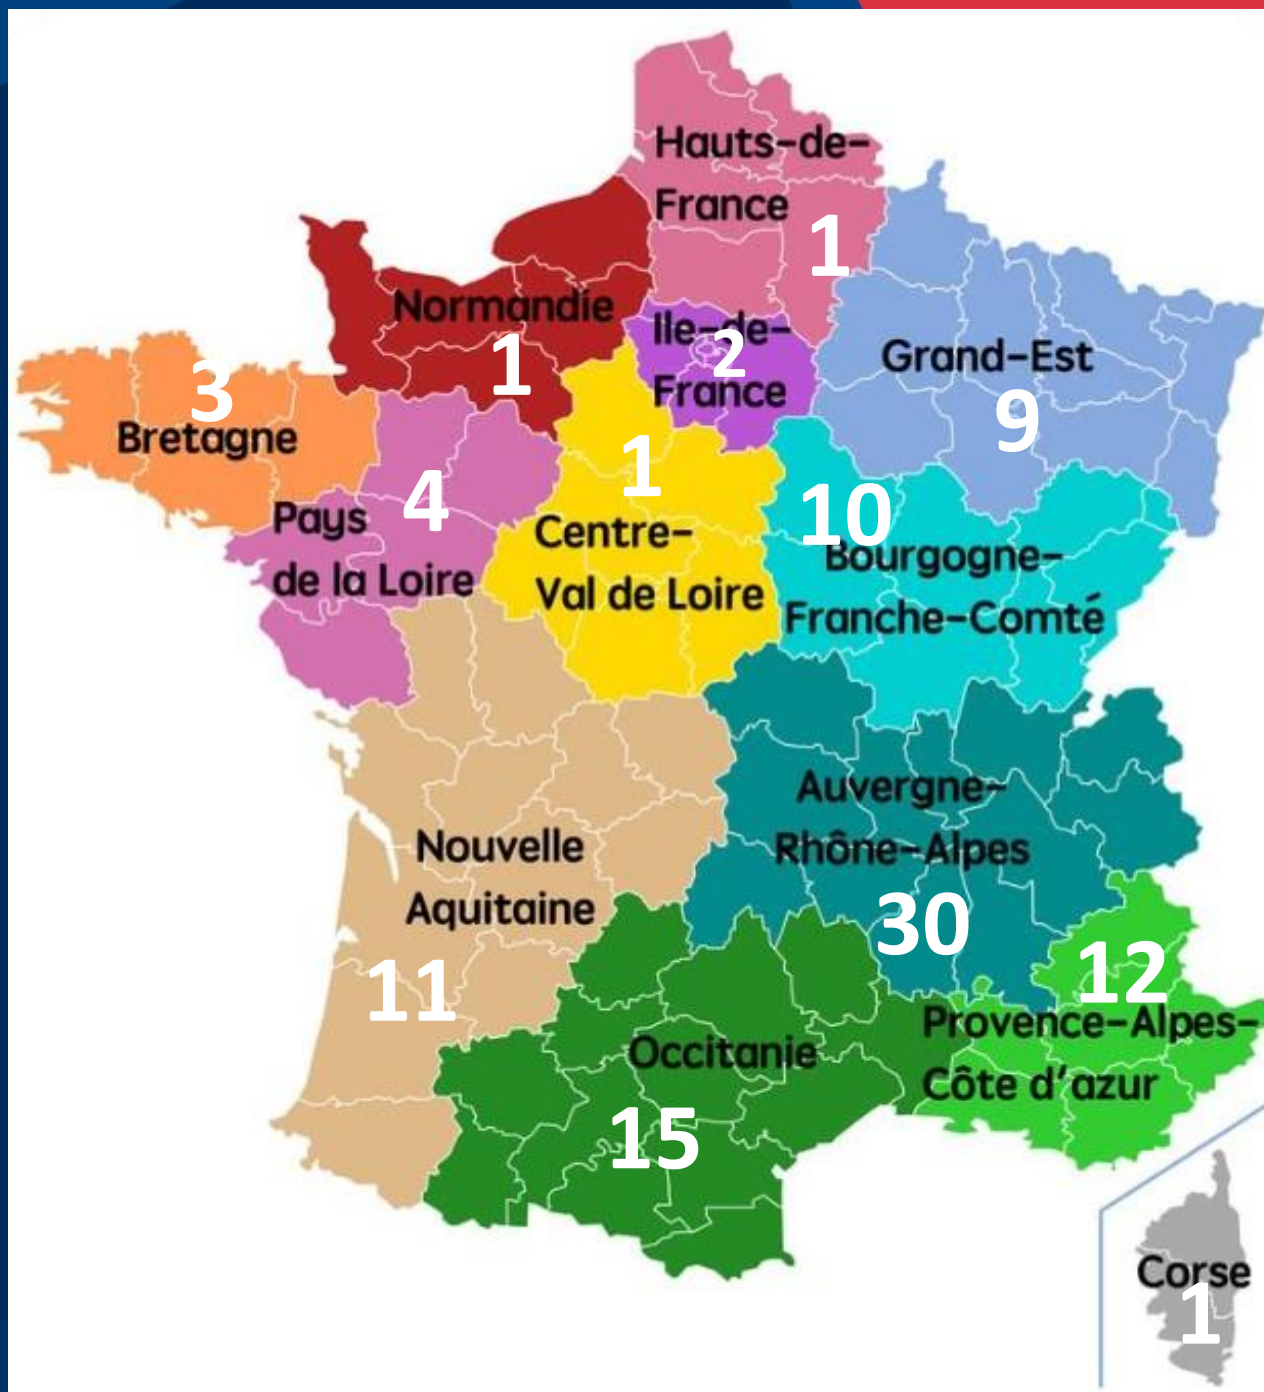 Hauts-de-
France
1
Normandie
1
Ile-de-
2
France
Grand-Est
9
3
Bretagne
4
Pays
de la Loire
1
Centre-
Val de Loire
10
Bourgogne-
Franche-Comté
Auvergne-
Rhône-Alpes
30
Nouvelle
Aquitaine
11
12
Provence-Alpes-
Côte d'azur
Occitanie
15
Corse
1